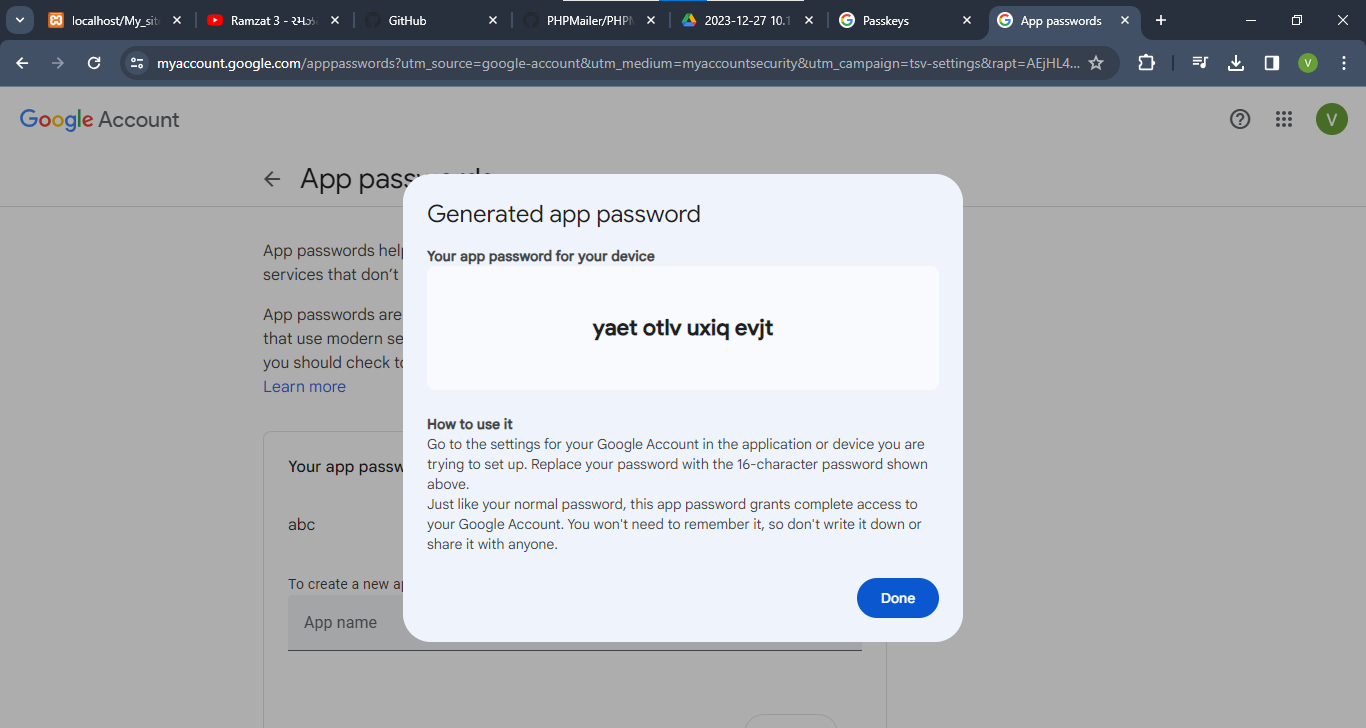 localhost/My_sit
Ramzat 3 -
GitHub
PHPMailer/PHPM
2023-12-27 10.1
Passkeys
App passwords
myaccount.google.com/apppasswords?utm_source=google-account&utm_medium=myaccountsecurity&utm_campaign=tsv-settings&rapt=AEjHL4...
V
Google Account
V
App passwords
App passwords help
services that don't
App passwords are
that use modern se
you should check to
Learn more
Your app passw
abc
To create a new ap
App name
Generated app password
Your app password for your device
yaet otlv uxiq evjt
How to use it
Go to the settings for your Google Account in the application or device you are
trying to set up. Replace your password with the 16-character password shown
above.
Just like your normal password, this app password grants complete access to
your Google Account. You won't need to remember it, so don't write it down or
share it with anyone.
Done